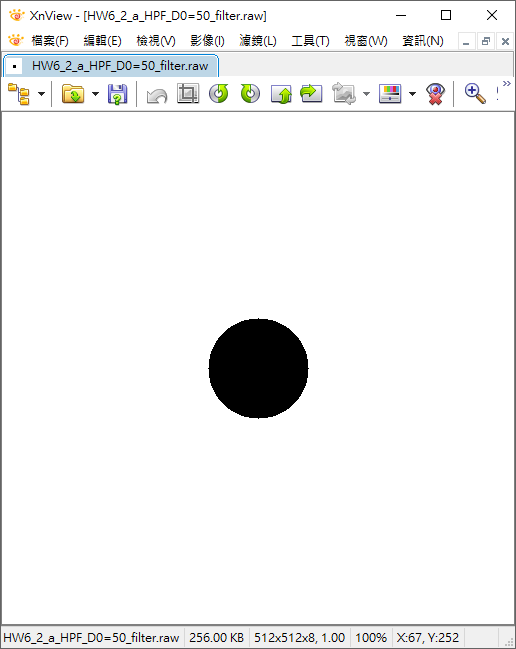 XnView - [HW6_2_a_HPF_D0=50_filter.raw]
檔案(F) 編輯(E) 檢視(V) 影像(I) 濾鏡(L) 工具(T) 視窗(W) 資訊(N)
HW6_2_a_HPF_D0=50_filter.raw
HW6_2_a_HPF_D0=50_filter.raw 256.00 KB 512x512x8, 1.00 100% X:67, Y:252